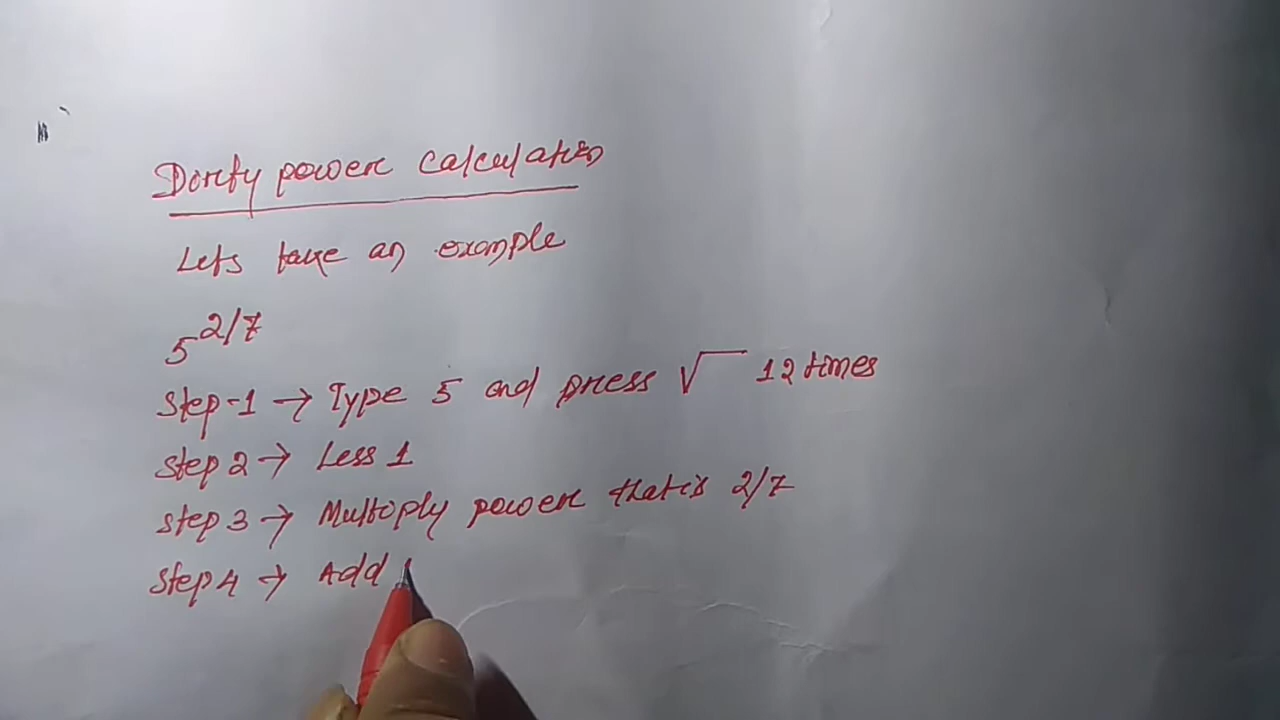 power calculation
Lets take an example
5^2/7
Step-1 → Type 5 and press √ 12 times
Step 2 → Less 1
Step 3 → Multiply power that is 2/7
Step 4 → Add